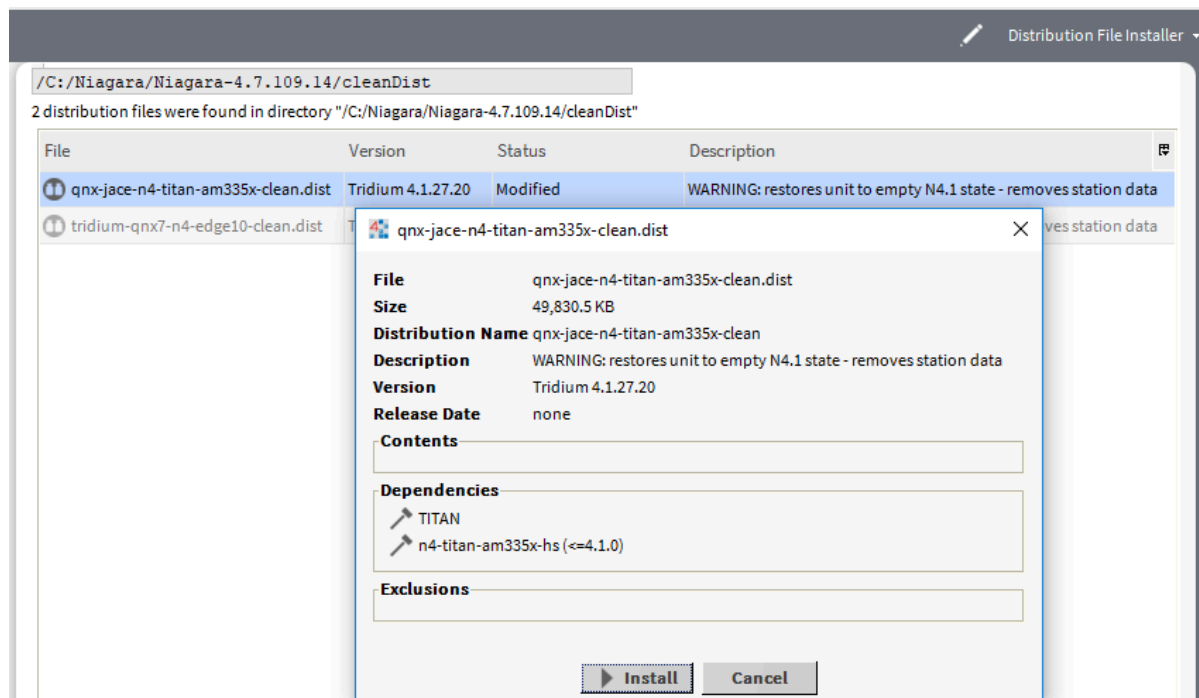 Distribution File Installer
/C:/Niagara/Niagara-4.7.109.14/cleanDist
2 distribution files were found in directory "/C:/Niagara/Niagara-4.7.109.14/cleanDist"
File Version Status Description
qnx-jace-n4-titan-am335x-clean.dist Tridium 4.1.27.20 Modified WARNING: restores unit to empty N4.1 state - removes station data
tridium-qnx7-n4-edge10-clean.dist T ves station data
qnx-jace-n4-titan-am335x-clean.dist
File qnx-jace-n4-titan-am335x-clean.dist
Size 49,830.5 KB
Distribution Name qnx-jace-n4-titan-am335x-clean
Description WARNING: restores unit to empty N4.1 state - removes station data
Version Tridium 4.1.27.20
Release Date none
Contents
Dependencies
TITAN
n4-titan-am335x-hs (<=4.1.0)
Exclusions
Install Cancel